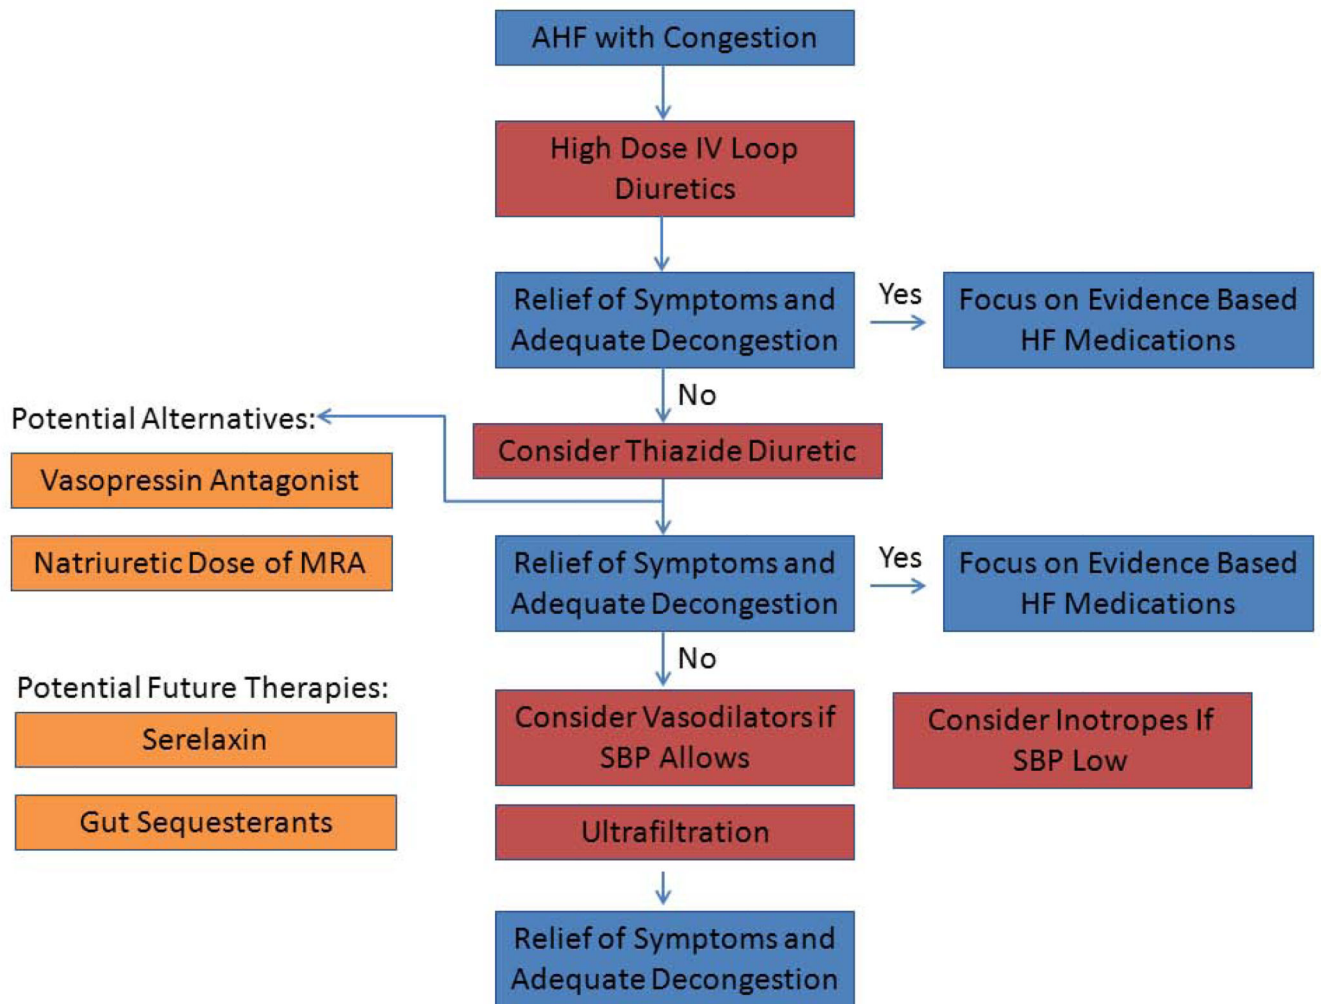 AHF with Congestion
High Dose IV Loop
Diuretics
Relief of Symptoms and
Adequate Decongestion
Yes
Focus on Evidence Based
HF Medications
No
Potential Alternatives:
Consider Thiazide Diuretic
Vasopressin Antagonist
Natriuretic Dose of MRA
Relief of Symptoms and
Adequate Decongestion
Yes
Focus on Evidence Based
HF Medications
No
Potential Future Therapies:
Serelaxin
Gut Sequesterants
Consider Vasodilators if
SBP Allows
Consider Inotropes If
SBP Low
Ultrafiltration
Relief of Symptoms and
Adequate Decongestion